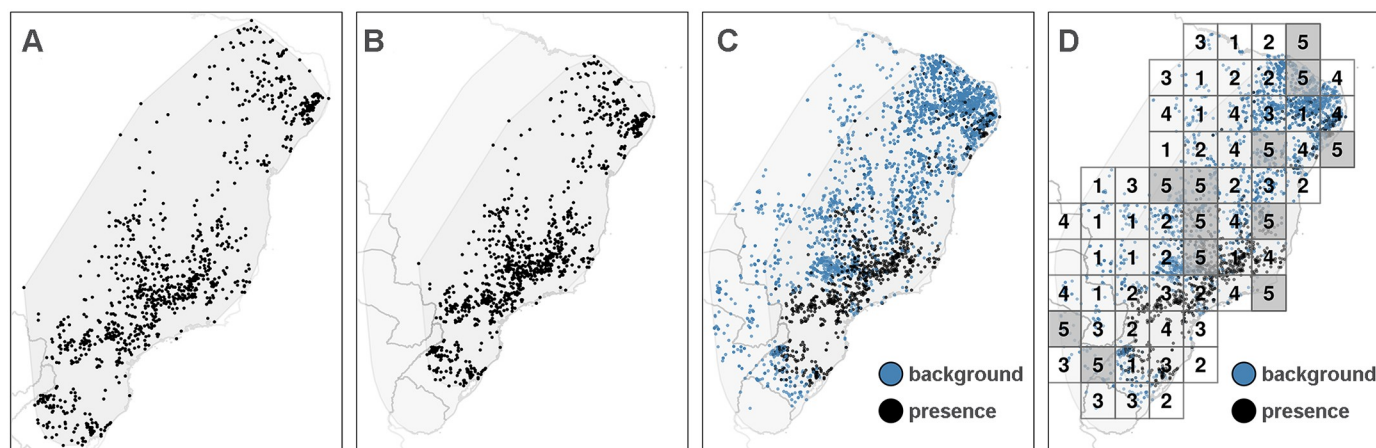 A
B
C
D
background
presence
background
presence
3 1 2 5
3 1 2 2 5 4
4 1 4 3 1 4
1 2 4 5 4 5
1 3 5 5 2 3 2
4 1 1 2 5 4 5
1 1 2 5 1 4
4 1 2 3 2 4 5
5 3 2 4 3
3 5 1 3 2
3 3 2